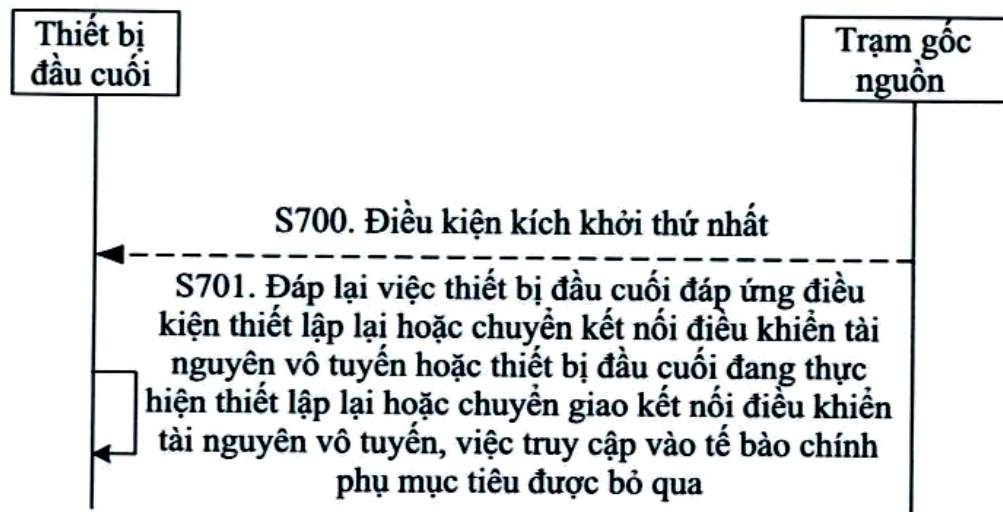 Thiết bị
đầu cuối
Trạm gốc
nguồn
S700. Điều kiện kích khởi thứ nhất
S701. Đáp lại việc thiết bị đầu cuối đáp ứng điều
kiện thiết lập lại hoặc chuyển kết nối điều khiển tài
nguyên vô tuyến hoặc thiết bị đầu cuối đang thực
hiện thiết lập lại hoặc chuyển giao kết nối điều khiển
tài nguyên vô tuyến, việc truy cập vào tế bào chính
phụ mục tiêu được bỏ qua